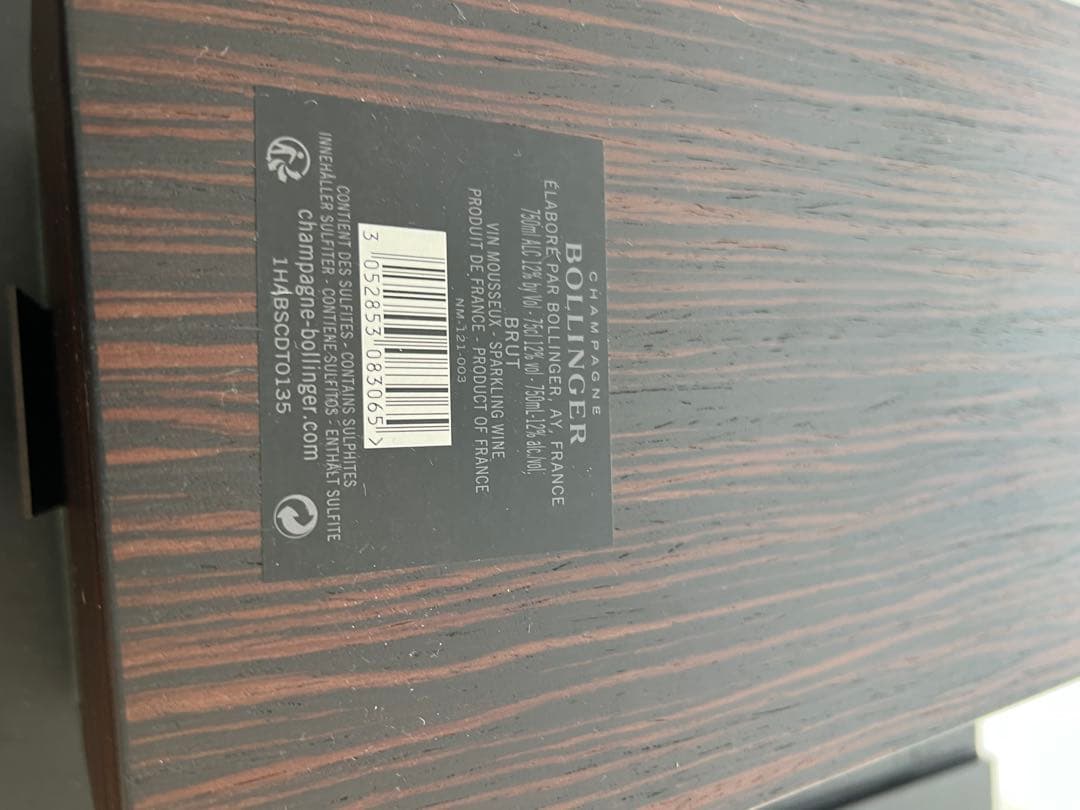 CHAMPAGNE
BOLLINGER
ÉLABORÉ PAR BOLLINGER, AY, FRANCE
750ml ALC 12% by Vol - 75cl 12% vol - 750mL-12% alc./vol.
BRUT
VIN MOUSSEUX - SPARKLING WINE
PRODUIT DE FRANCE - PRODUCT OF FRANCE
NM-121-003
3 052853 083065 >
CONTIENT DES SULFITES - CONTAINS SULPHITES
INNEHÅLLER SULFITER - CONTIENE SULFITOS - ENTHÄLT SULFITE
champagne-bollinger.com
1HABSCDTO135